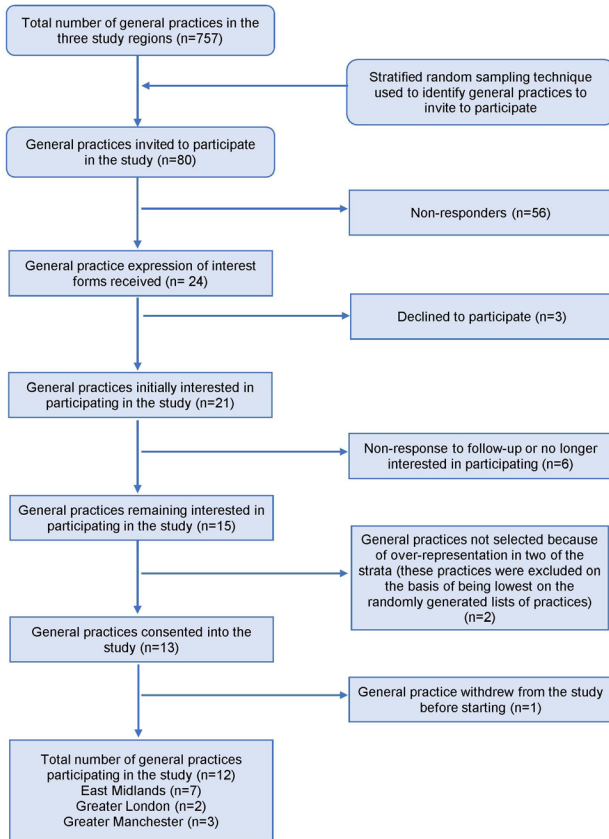 Total number of general practices in the
three study regions (n=757)
Stratified random sampling technique
used to identify general practices to
invite to participate
General practices invited to participate
in the study (n=80)
Non-responders (n=56)
General practice expression of interest
forms received (n= 24)
Declined to participate (n=3)
General practices initially interested in
participating in the study (n=21)
Non-response to follow-up or no longer
interested in participating (n=6)
General practices remaining interested in
participating in the study (n=15)
General practices not selected because
of over-representation in two of the
strata (these practices were excluded on
the basis of being lowest on the
randomly generated lists of practices)
(n=2)
General practices consented into the
study (n=13)
General practice withdrew from the study
before starting (n=1)
Total number of general practices
participating in the study (n=12)
East Midlands (n=7)
Greater London (n=2)
Greater Manchester (n=3)